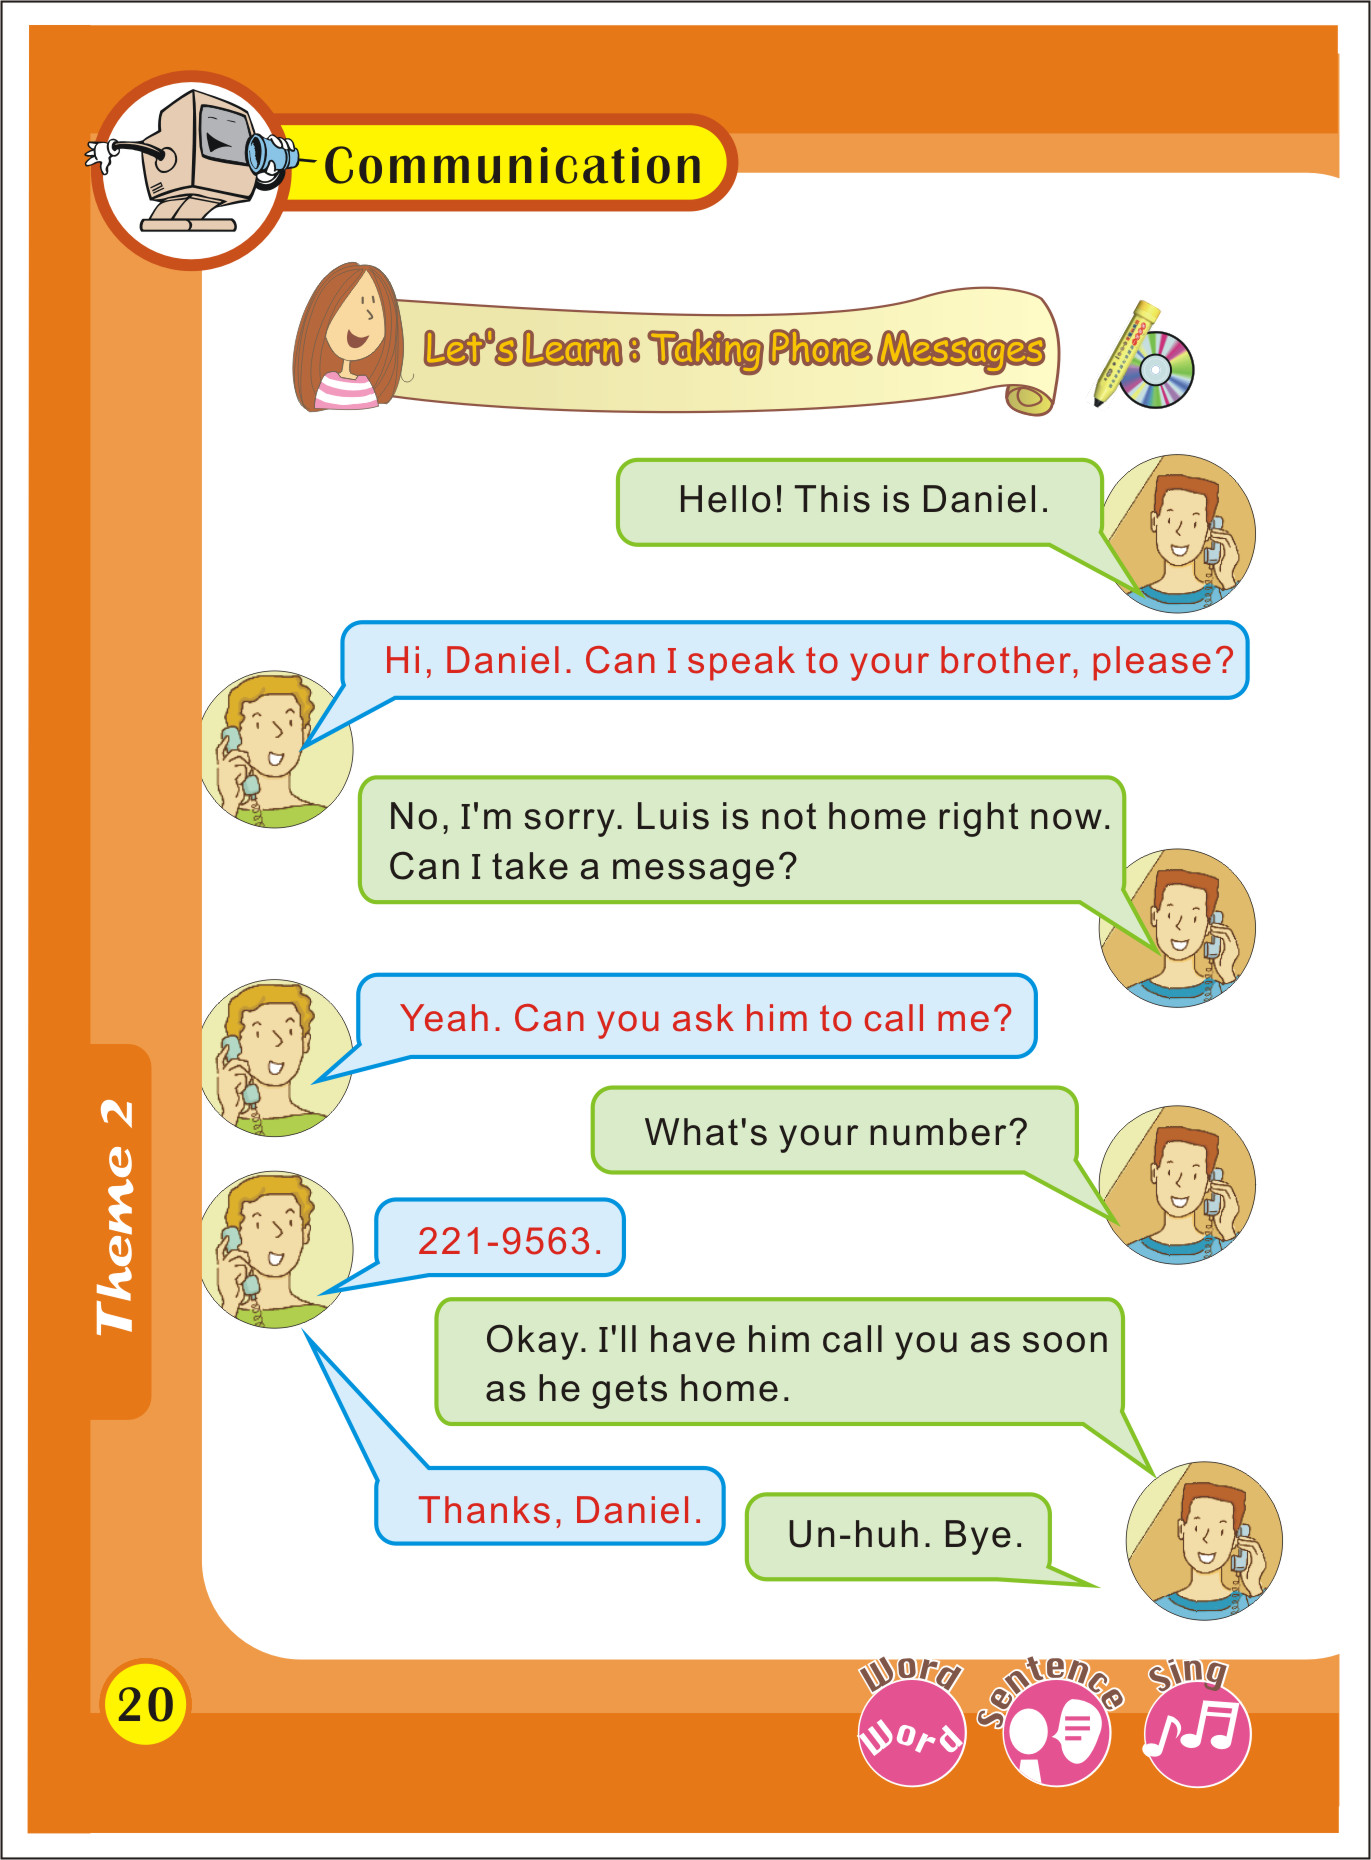 Communication
Let's Learn : Taking Phone Messages
Hello! This is Daniel.
Hi, Daniel. Can I speak to your brother, please?
No, I'm sorry. Luis is not home right now.
Can I take a message?
Yeah. Can you ask him to call me?
What's your number?
221-9563.
Okay. I'll have him call you as soon
as he gets home.
Thanks, Daniel.
Un-huh. Bye.
Theme 2
20
Word
Word
Sentence
Sing